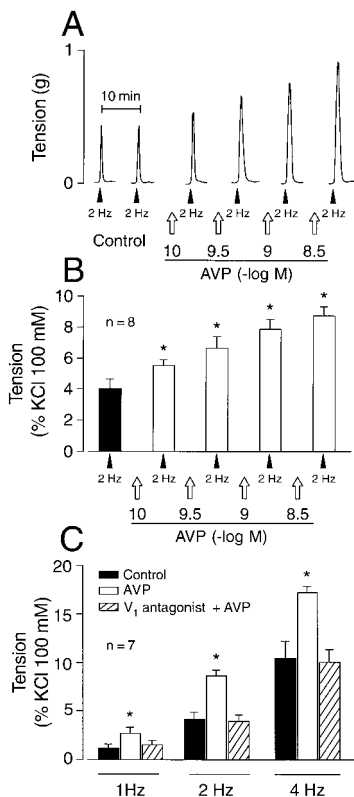 A
Tension (g)
1
0
10 min
2 Hz 2 Hz 2 Hz 2 Hz 2 Hz 2 Hz
Control
10 9.5 9 8.5
AVP (-log M)
B
Tension
(% KCl 100 mM)
10
8
6
4
2
0
n = 8
* * * *
2 Hz 2 Hz 2 Hz 2 Hz 2 Hz
10 9.5 9 8.5
AVP (-log M)
C
Tension
(% KCl 100 mM)
20
15
10
5
0
Control
AVP
V1 antagonist + AVP
n = 7
* * *
1Hz 2 Hz 4 Hz